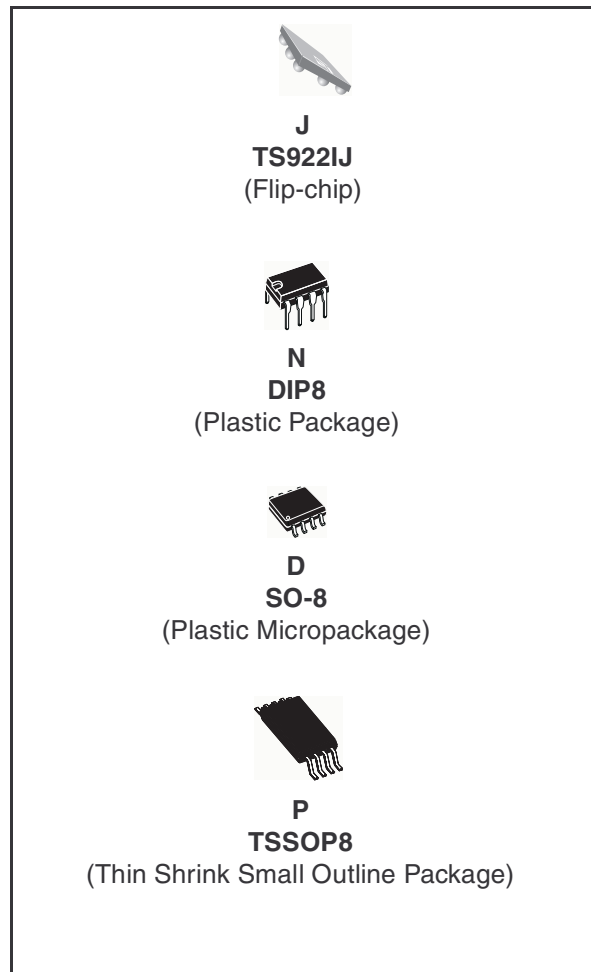 J
TS922IJ
(Flip-chip)
N
DIP8
(Plastic Package)
D
SO-8
(Plastic Micropackage)
P
TSSOP8
(Thin Shrink Small Outline Package)